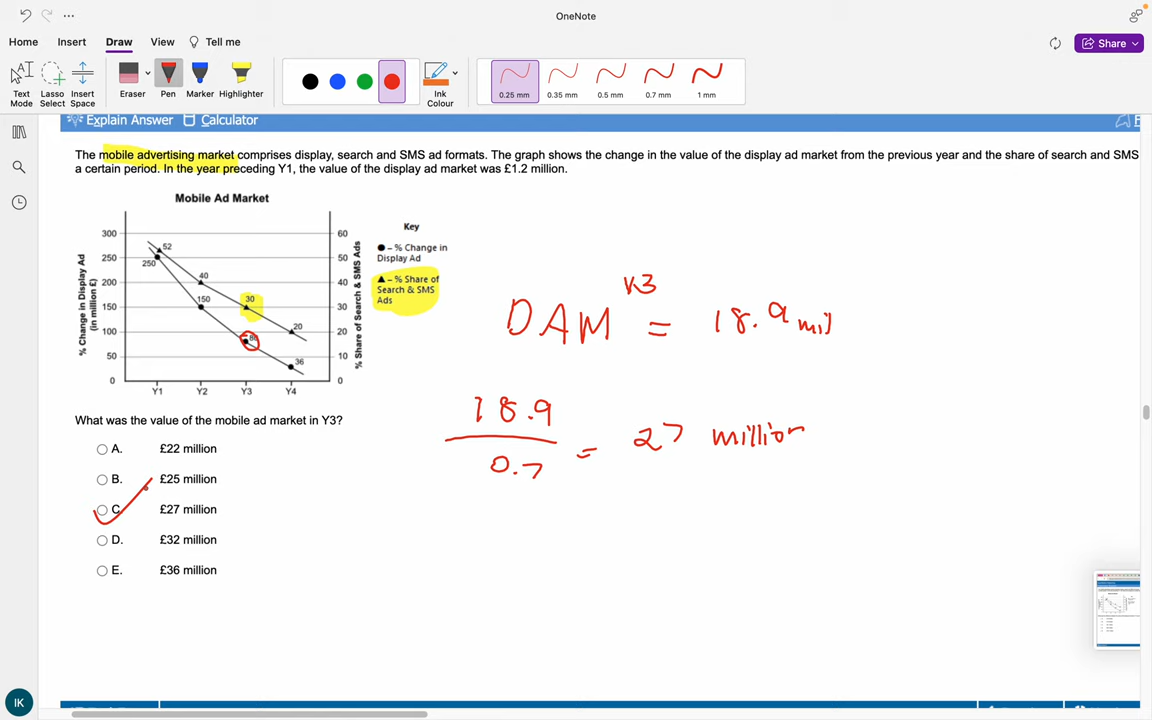 OneNote
Home Insert Draw View Tell me
Share
Text Mode
Lasso Select
Insert Space
Eraser
Pen
Marker
Highlighter
Ink Colour
0.25 mm
0.35 mm
0.5 mm
0.7 mm
1 mm
Explain Answer Calculator
The mobile advertising market comprises display, search and SMS ad formats. The graph shows the change in the value of the display ad market from the previous year and the share of search and SMS
a certain period. In the year preceding Y1, the value of the display ad market was £1.2 million.
Mobile Ad Market
% Change in Display Ad
(in million £)
300
250
200
150
100
50
0
52
250
40
150
30
80
20
36
60
50
40
30
20
10
0
% Share of Search & SMS Ads
Y1 Y2 Y3 Y4
Key
– % Change in
Display Ad
– % Share of
Search & SMS
Ads
DAM Y3 = 18.9 mil
18.9
0.7
= 27 million
What was the value of the mobile ad market in Y3?
A. £22 million
B. £25 million
C. £27 million
D. £32 million
E. £36 million
IK